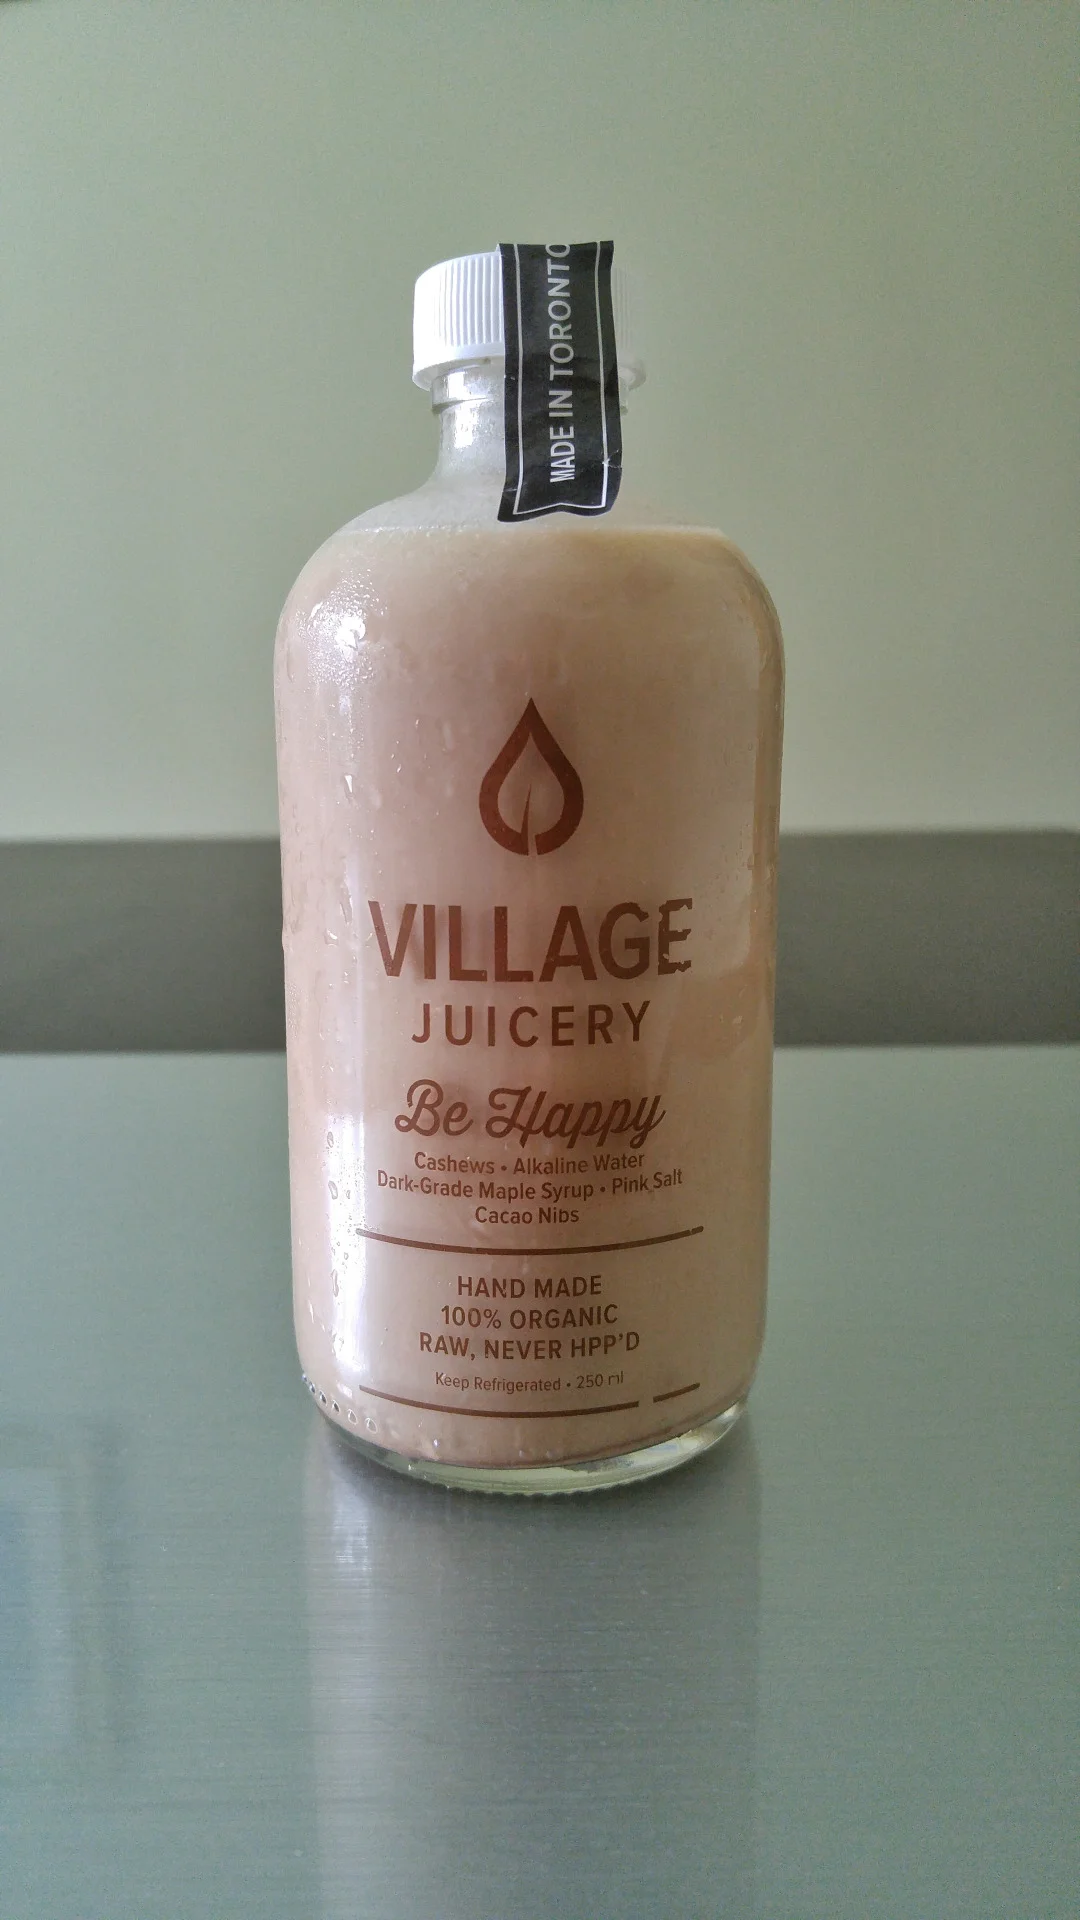 MADE IN TORONTO
VILLAGE
JUICERY
Be Happy
Cashews • Alkaline Water
Dark-Grade Maple Syrup • Pink Salt
Cacao Nibs
HAND MADE
100% ORGANIC
RAW, NEVER HPP'D
Keep Refrigerated • 250 ml